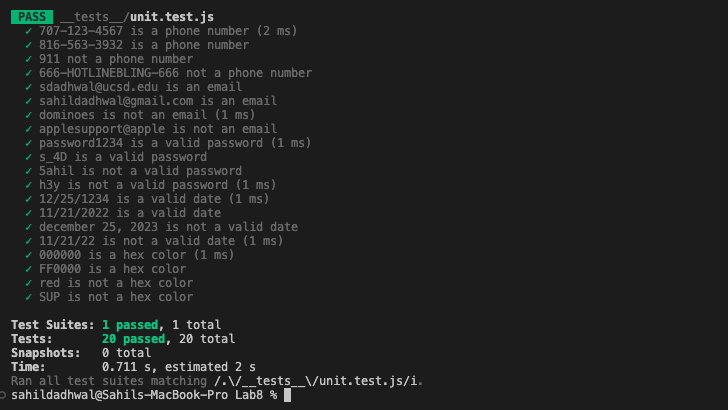 PASS __tests__/unit.test.js
✓ 707-123-4567 is a phone number (2 ms)
✓ 816-563-3932 is a phone number
✓ 911 not a phone number
✓ 666-HOTLINEBLING-666 not a phone number
✓ sdadhwal@ucsd.edu is an email
✓ sahildadhwal@gmail.com is an email
✓ dominoes is not an email (1 ms)
✓ applesupport@apple is not an email
✓ password1234 is a valid password (1 ms)
✓ s_4D is a valid password
✓ 5ahil is not a valid password
✓ h3y is not a valid password (1 ms)
✓ 12/25/1234 is a valid date (1 ms)
✓ 11/21/2022 is a valid date
✓ december 25, 2023 is not a valid date
✓ 11/21/22 is not a valid date (1 ms)
✓ 000000 is a hex color (1 ms)
✓ FF0000 is a hex color
✓ red is not a hex color
✓ SUP is not a hex color
Test Suites: 1 passed, 1 total
Tests: 20 passed, 20 total
Snapshots: 0 total
Time: 0.711 s, estimated 2 s
Ran all test suites matching /.\/__tests__\/unit.test.js/i.
sahildadhwal@Sahils-MacBook-Pro Lab8 %